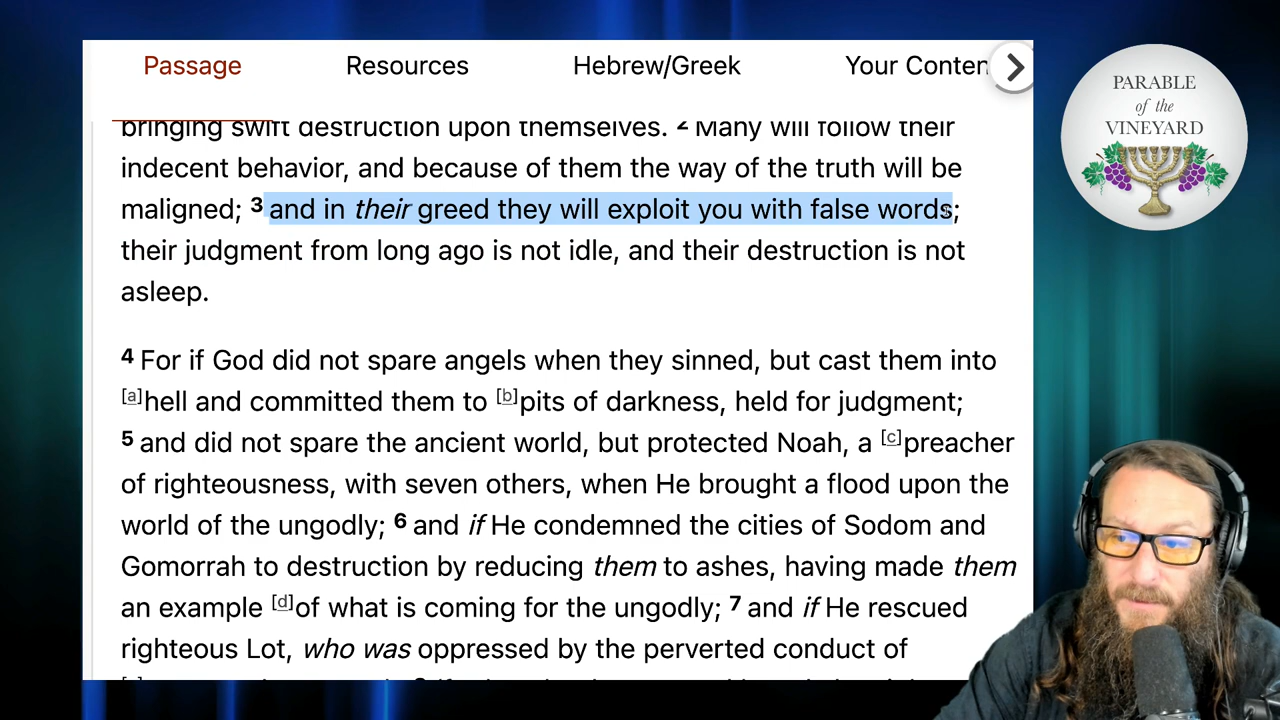 Passage Resources Hebrew/Greek Your Conten
PARABLE
of the
VINEYARD
bringing swift destruction upon themselves. 2 Many will follow their
indecent behavior, and because of them the way of the truth will be
maligned; 3 and in their greed they will exploit you with false words;
their judgment from long ago is not idle, and their destruction is not
asleep.
4 For if God did not spare angels when they sinned, but cast them into
[a]hell and committed them to [b]pits of darkness, held for judgment;
5 and did not spare the ancient world, but protected Noah, a [c]preacher
of righteousness, with seven others, when He brought a flood upon the
world of the ungodly; 6 and if He condemned the cities of Sodom and
Gomorrah to destruction by reducing them to ashes, having made them
an example [d]of what is coming for the ungodly; 7 and if He rescued
righteous Lot, who was oppressed by the perverted conduct of